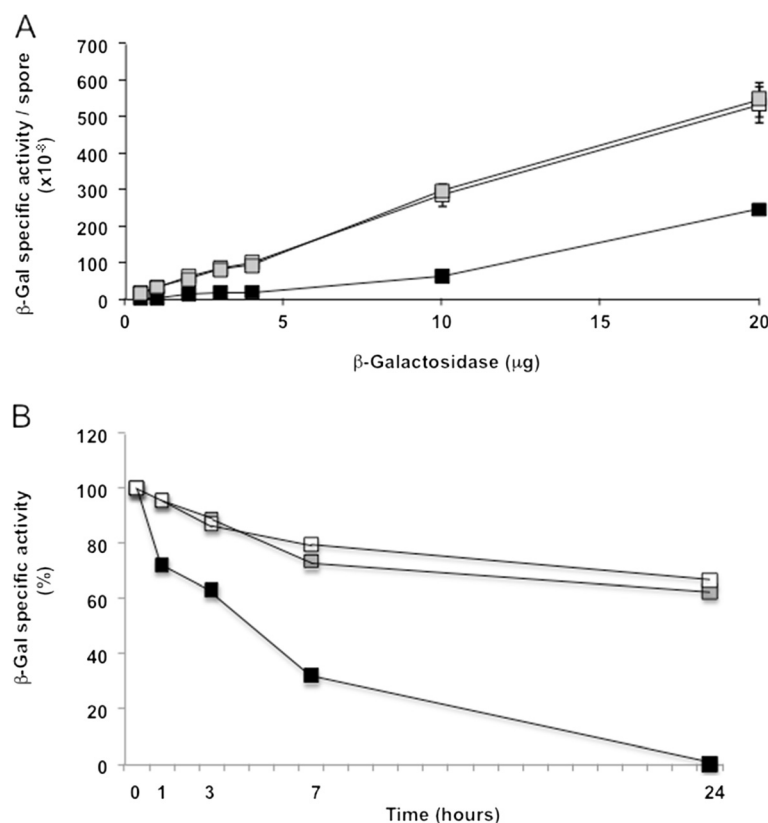 A
β-Gal specific activity / spore
(x10⁻⁸)
700
600
500
400
300
200
100
0
0 5 10 15 20
β-Galactosidase (μg)
B
β-Gal specific activity
(%)
120
100
80
60
40
20
0
0 1 3 7 24
Time (hours)